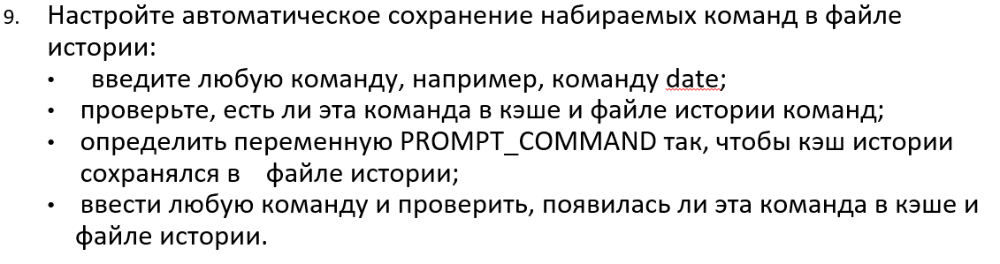 9. Настройте автоматическое сохранение набираемых команд в файле
истории:
• введите любую команду, например, команду date;
• проверьте, есть ли эта команда в кэше и файле истории команд;
• определить переменную PROMPT_COMMAND так, чтобы кэш истории
сохранялся в файле истории;
• ввести любую команду и проверить, появилась ли эта команда в кэше и
файле истории.